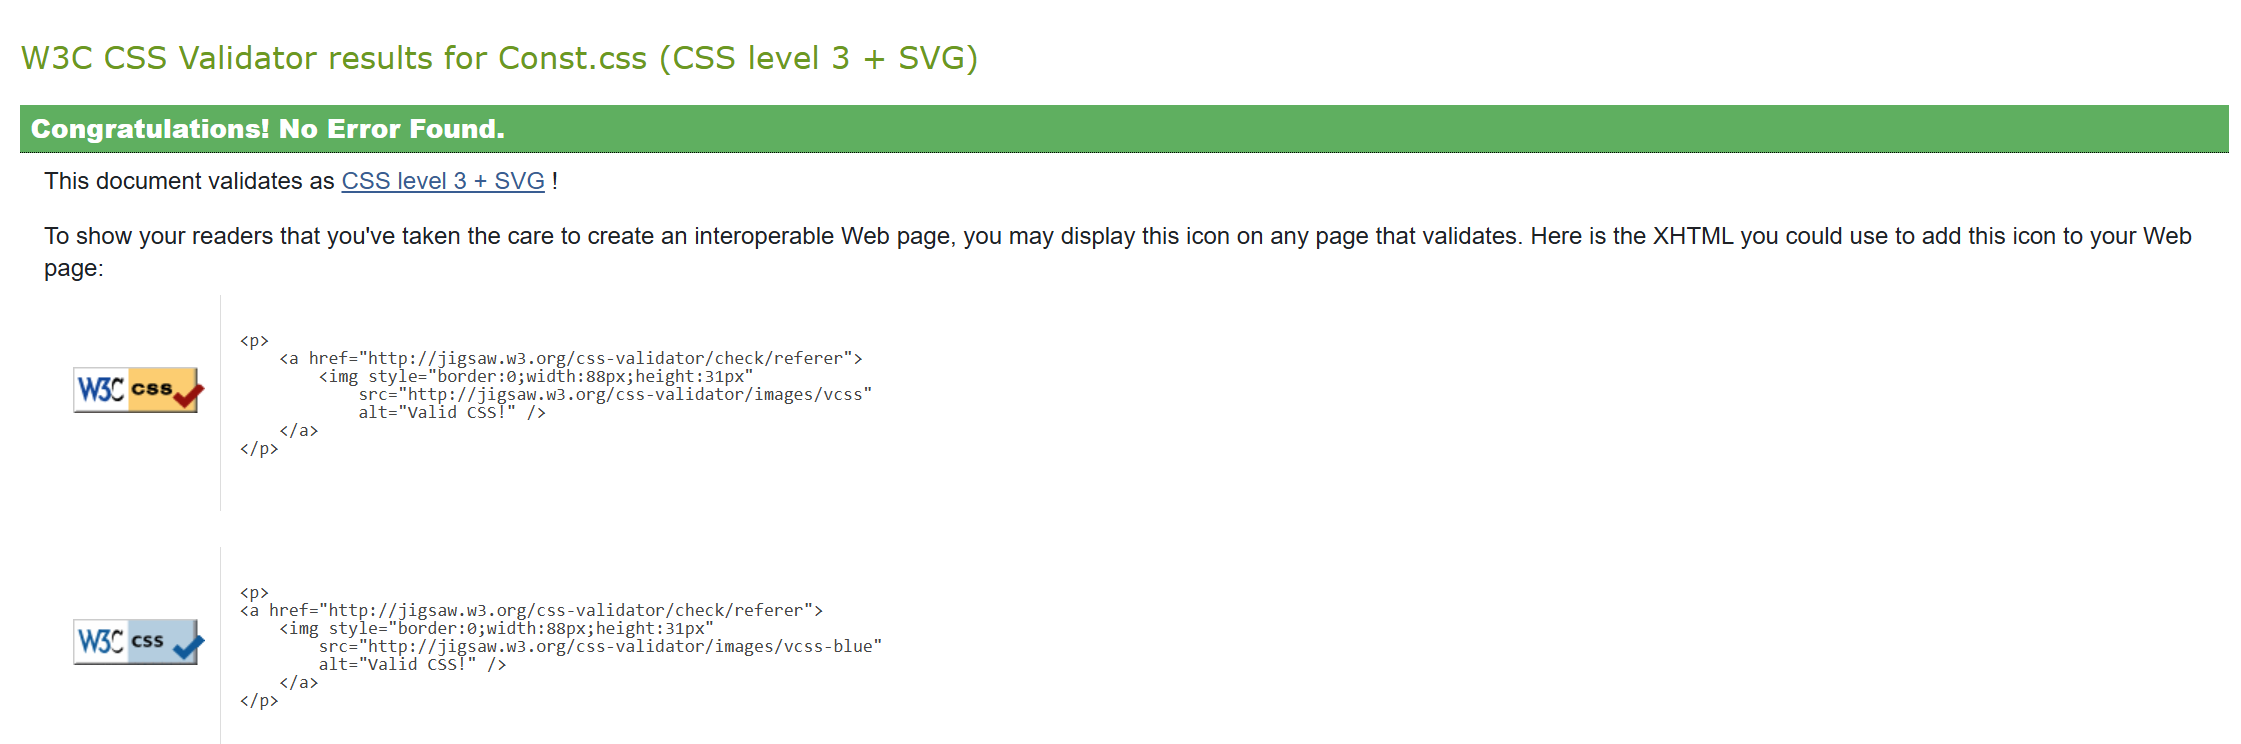 W3C CSS Validator results for Const.css (CSS level 3 + SVG)
Congratulations! No Error Found.
This document validates as CSS level 3 + SVG !
To show your readers that you've taken the care to create an interoperable Web page, you may display this icon on any page that validates. Here is the XHTML you could use to add this icon to your Web
page:
W3C css
<p>
    <a href="http://jigsaw.w3.org/css-validator/check/referer">
        <img style="border:0;width:88px;height:31px"
            src="http://jigsaw.w3.org/css-validator/images/vcss"
            alt="Valid CSS!" />
    </a>
</p>
W3C css
<p>
<a href="http://jigsaw.w3.org/css-validator/check/referer">
    <img style="border:0;width:88px;height:31px"
        src="http://jigsaw.w3.org/css-validator/images/vcss-blue"
        alt="Valid CSS!" />
    </a>
</p>